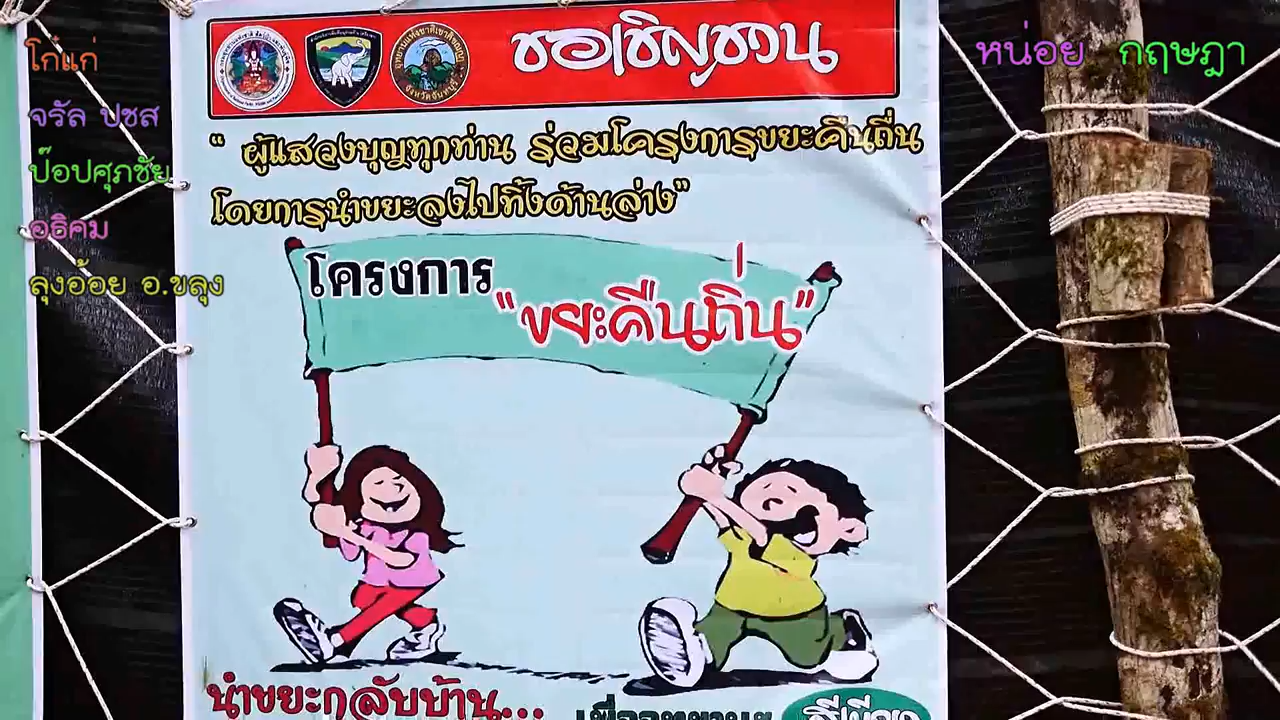 โก๋แก่
จรัล ปชส
ป๊อปศุภชัย
อธิคม
ลุงอ้อย อ.ขลุง
หน่อย กฤษฎา
ขอเชิญชวน
“ ผู้แสวงบุญทุกท่าน ร่วมโครงการขยะคืนถิ่น
โดยการนำขยะลงไปทิ้งด้านล่าง”
โครงการ
“ขยะคืนถิ่น”
นำขยะกลับบ้าน...